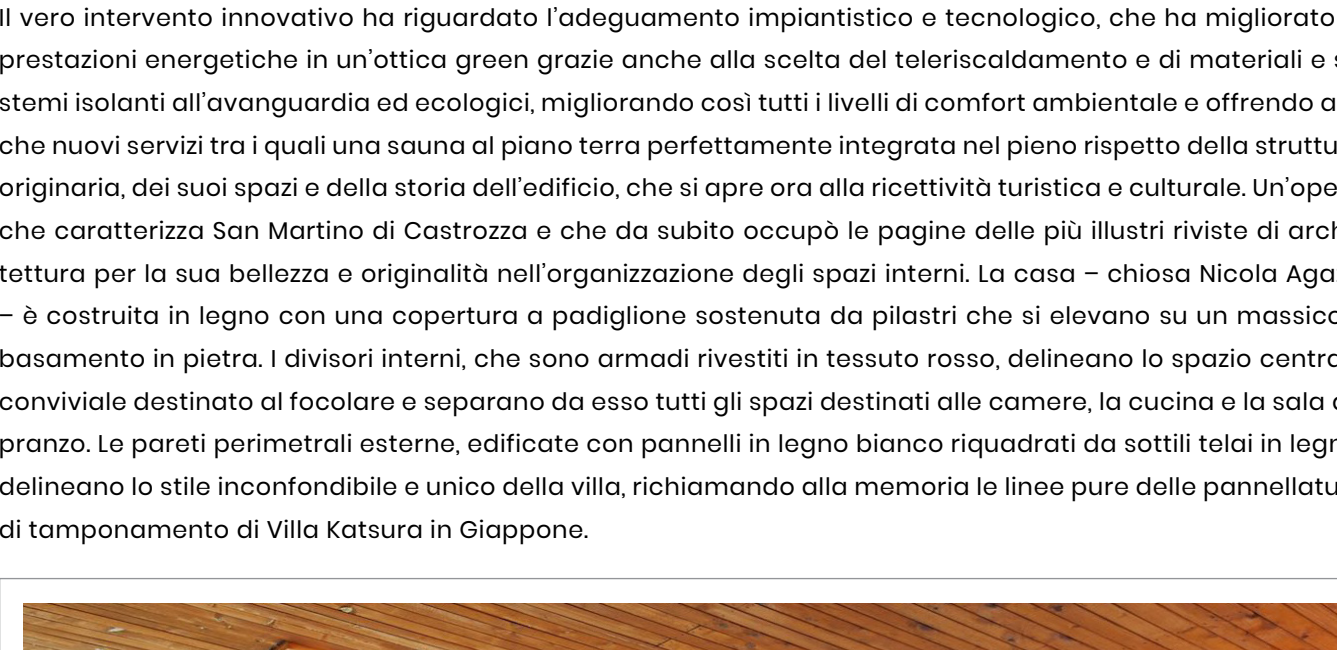 Il vero intervento innovativo ha riguardato l’adeguamento impiantistico e tecnologico, che ha migliorato
prestazioni energetiche in un’ottica green grazie anche alla scelta del teleriscaldamento e di materiali e s
stemi isolanti all’avanguardia ed ecologici, migliorando così tutti i livelli di comfort ambientale e offrendo a
che nuovi servizi tra i quali una sauna al piano terra perfettamente integrata nel pieno rispetto della struttu
originaria, dei suoi spazi e della storia dell’edificio, che si apre ora alla ricettività turistica e culturale. Un’ope
che caratterizza San Martino di Castrozza e che da subito occupò le pagine delle più illustri riviste di arch
tettura per la sua bellezza e originalità nell’organizzazione degli spazi interni. La casa – chiosa Nicola Aga
– è costruita in legno con una copertura a padiglione sostenuta da pilastri che si elevano su un massicc
basamento in pietra. I divisori interni, che sono armadi rivestiti in tessuto rosso, delineano lo spazio centra
conviviale destinato al focolare e separano da esso tutti gli spazi destinati alle camere, la cucina e la sala d
pranzo. Le pareti perimetrali esterne, edificate con pannelli in legno bianco riquadrati da sottili telai in legn
delineano lo stile inconfondibile e unico della villa, richiamando alla memoria le linee pure delle pannellatu
di tamponamento di Villa Katsura in Giappone.